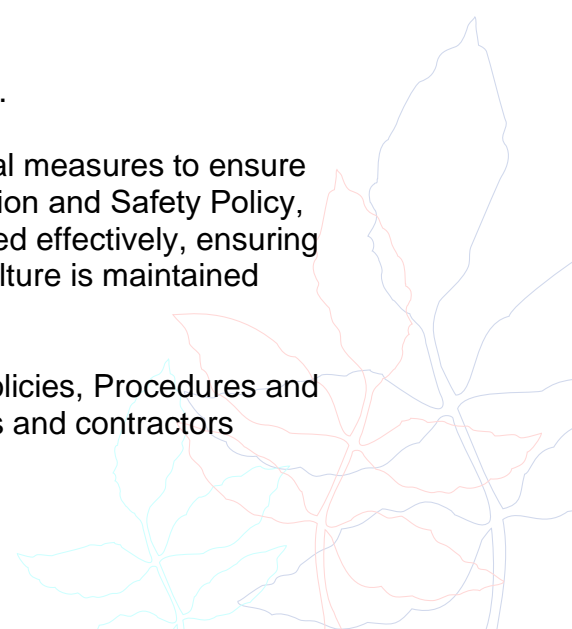 .
al measures to ensure
ion and Safety Policy,
ed effectively, ensuring
lture is maintained
olicies, Procedures and
s and contractors